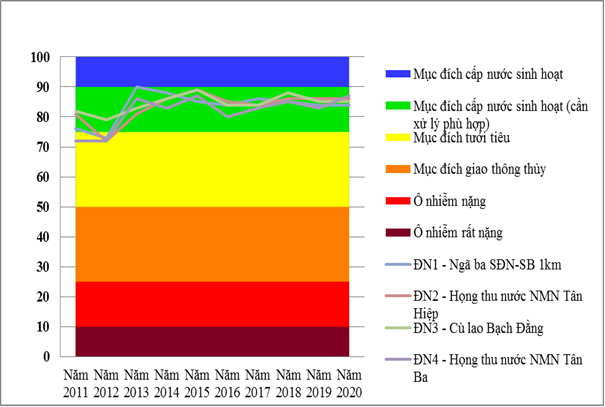 100
90
80
70
60
50
40
30
20
10
0
Năm Năm Năm Năm Năm Năm Năm Năm Năm Năm
2011 2012 2013 2014 2015 2016 2017 2018 2019 2020
Mục đích cấp nước sinh hoạt
Mục đích cấp nước sinh hoạt (cần
xử lý phù hợp)
Mục đích tưới tiêu
Mục đích giao thông thủy
Ô nhiễm nặng
Ô nhiễm rất nặng
ĐN1 - Ngã ba SĐN-SB 1km
ĐN2 - Họng thu nước NMN Tân
Hiệp
ĐN3 - Cù lao Bạch Đằng
ĐN4 - Họng thu nước NMN Tân
Ba